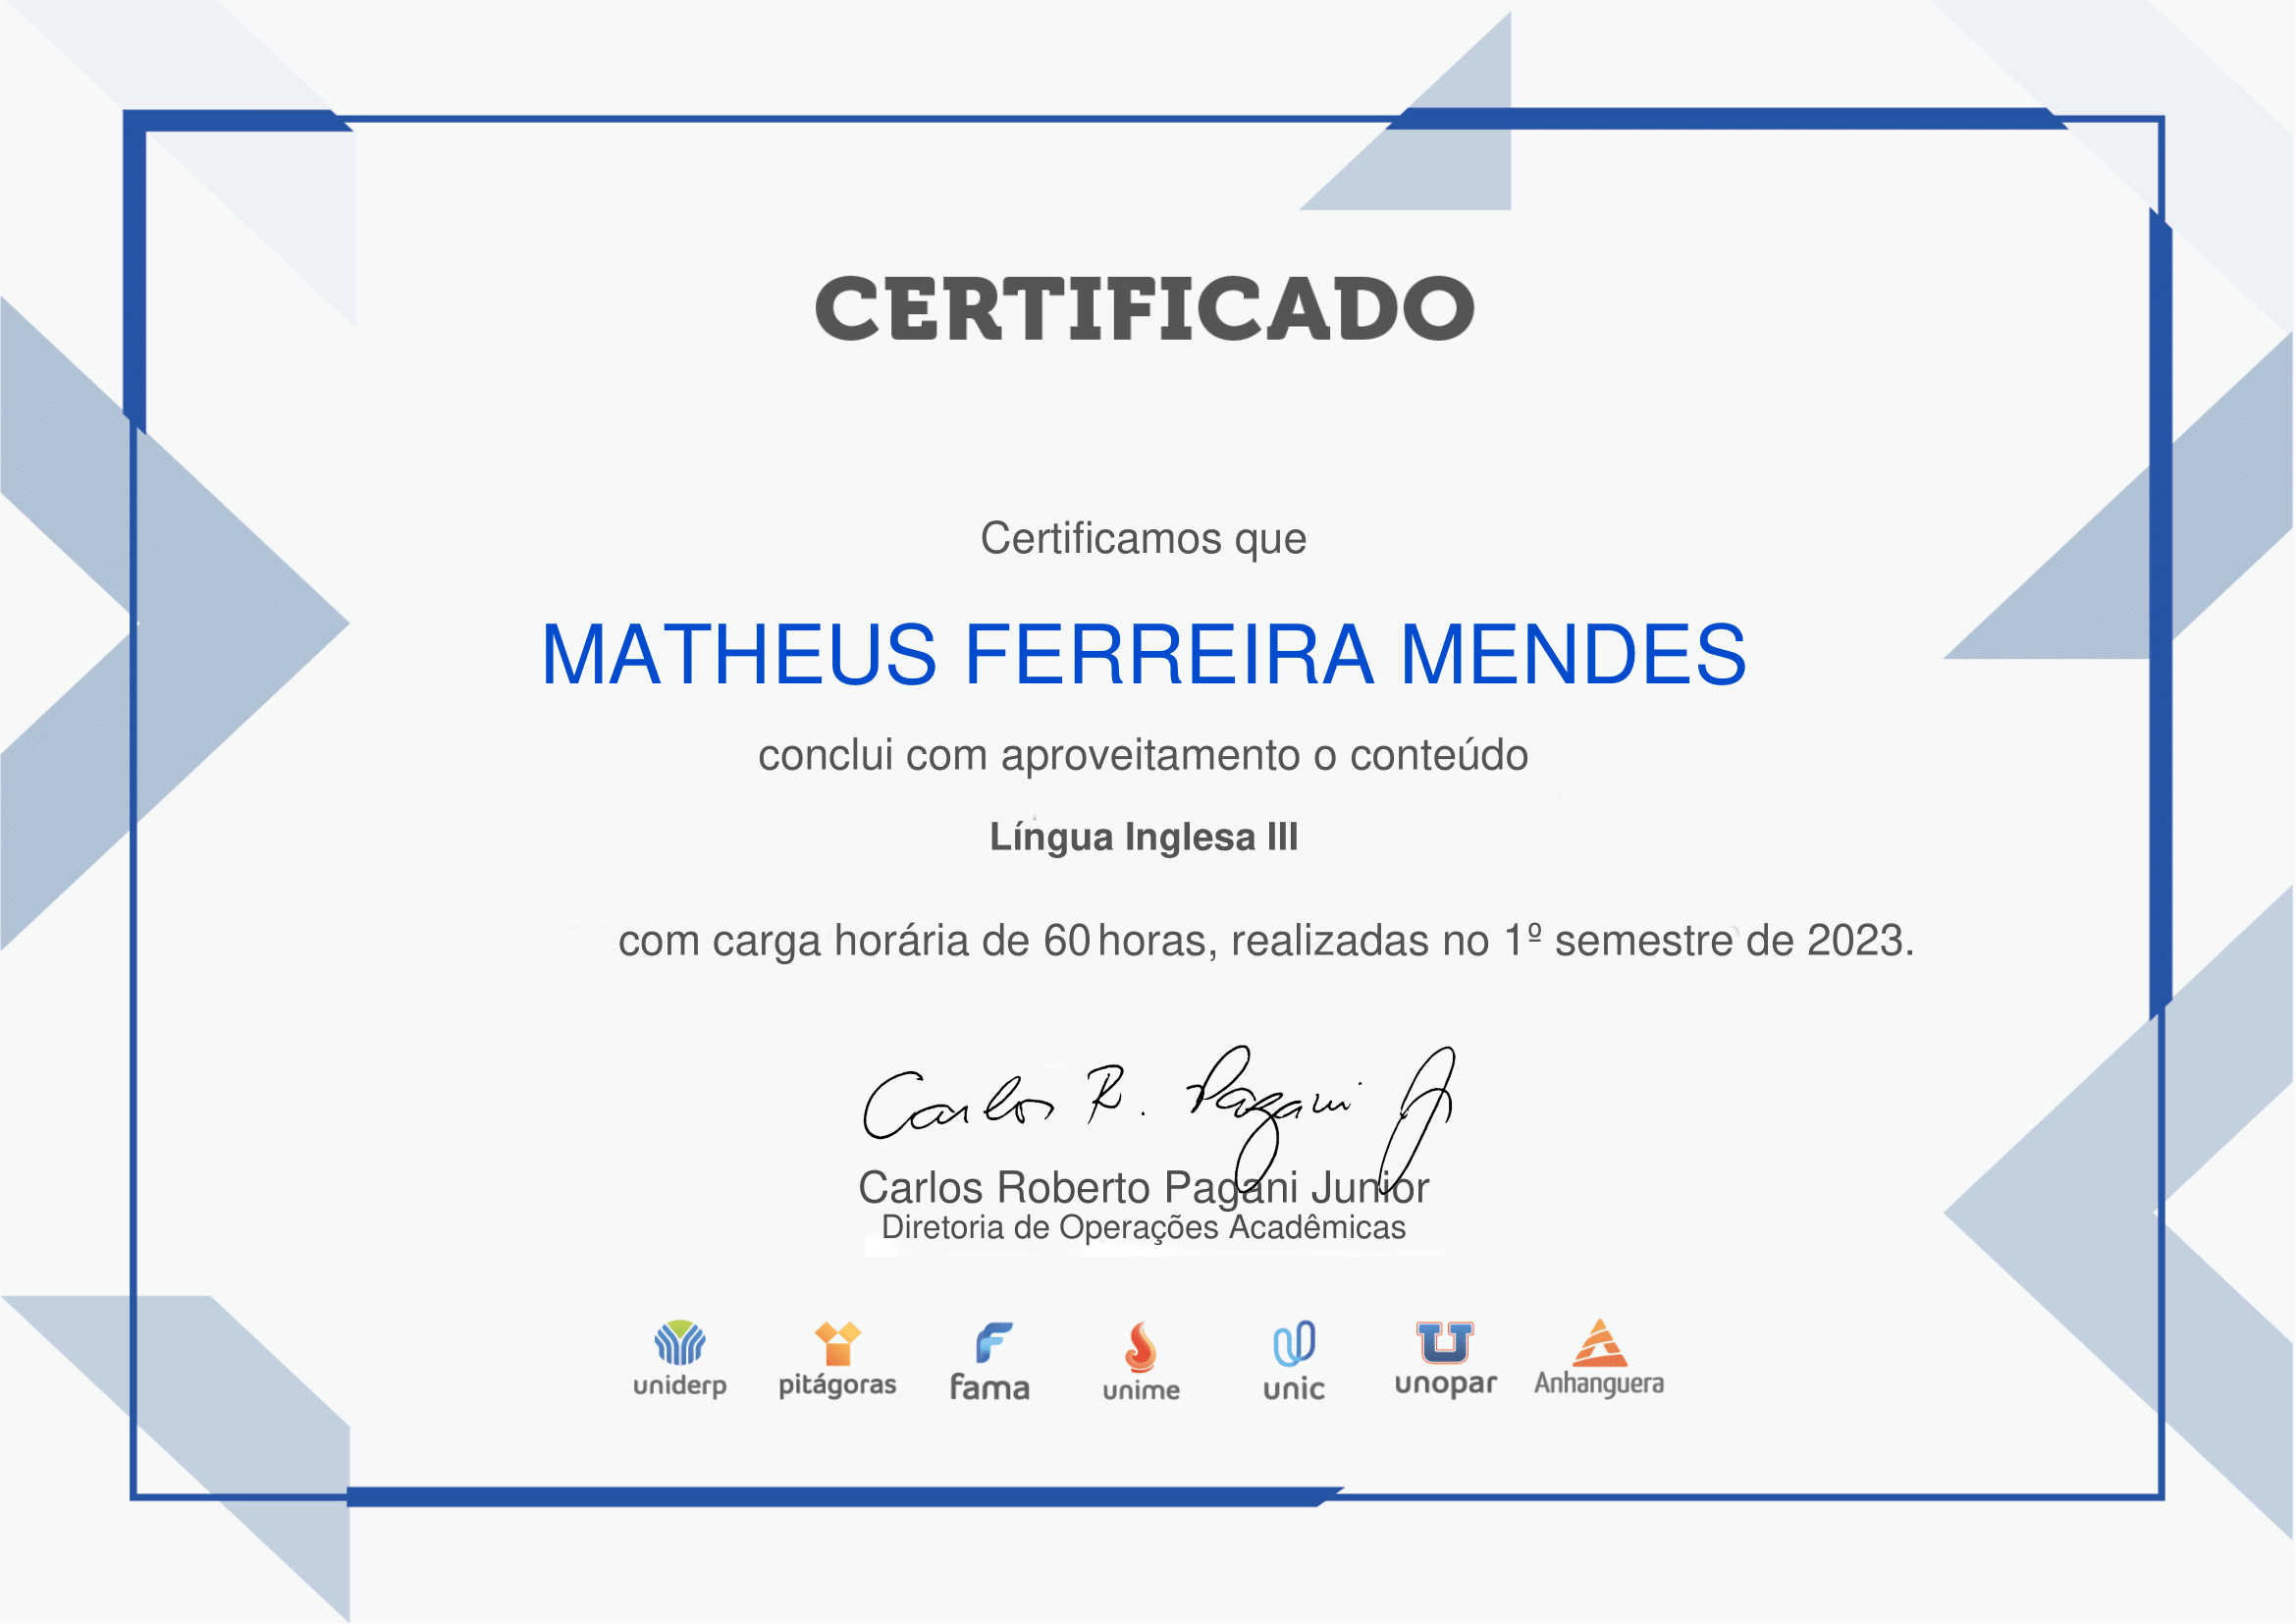 CERTIFICADO
Certificamos que
MATHEUS FERREIRA MENDES
conclui com aproveitamento o conteúdo
Língua Inglesa III
com carga horária de 60 horas, realizadas no 1º semestre de 2023.
Carlos R. Pagani Jr
Carlos Roberto Pagani Junior
Diretoria de Operações Acadêmicas
uniderp pitágoras fama unime unic unopar Anhanguera